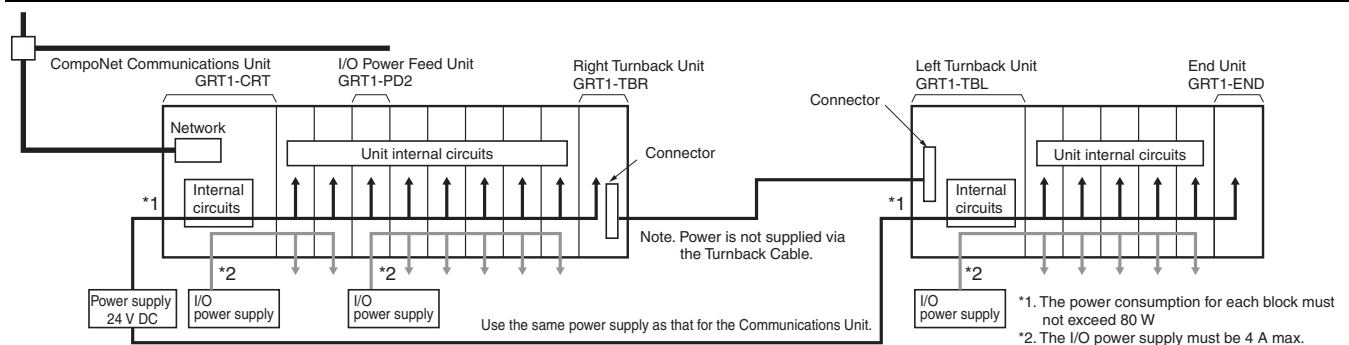 CompoNet Communications Unit
GRT1-CRT
I/O Power Feed Unit
GRT1-PD2
Right Turnback Unit
GRT1-TBR
Left Turnback Unit
GRT1-TBL
End Unit
GRT1-END
Connector
Network
Unit internal circuits
Connector
Unit internal circuits
Internal
circuits
Internal
circuits
*1
*1
Note. Power is not supplied via
the Turnback Cable.
*2
*2
*2
Power supply
24 V DC
I/O
power supply
I/O
power supply
I/O
power supply
Use the same power supply as that for the Communications Unit.
*1. The power consumption for each block must
not exceed 80 W
*2. The I/O power supply must be 4 A max.